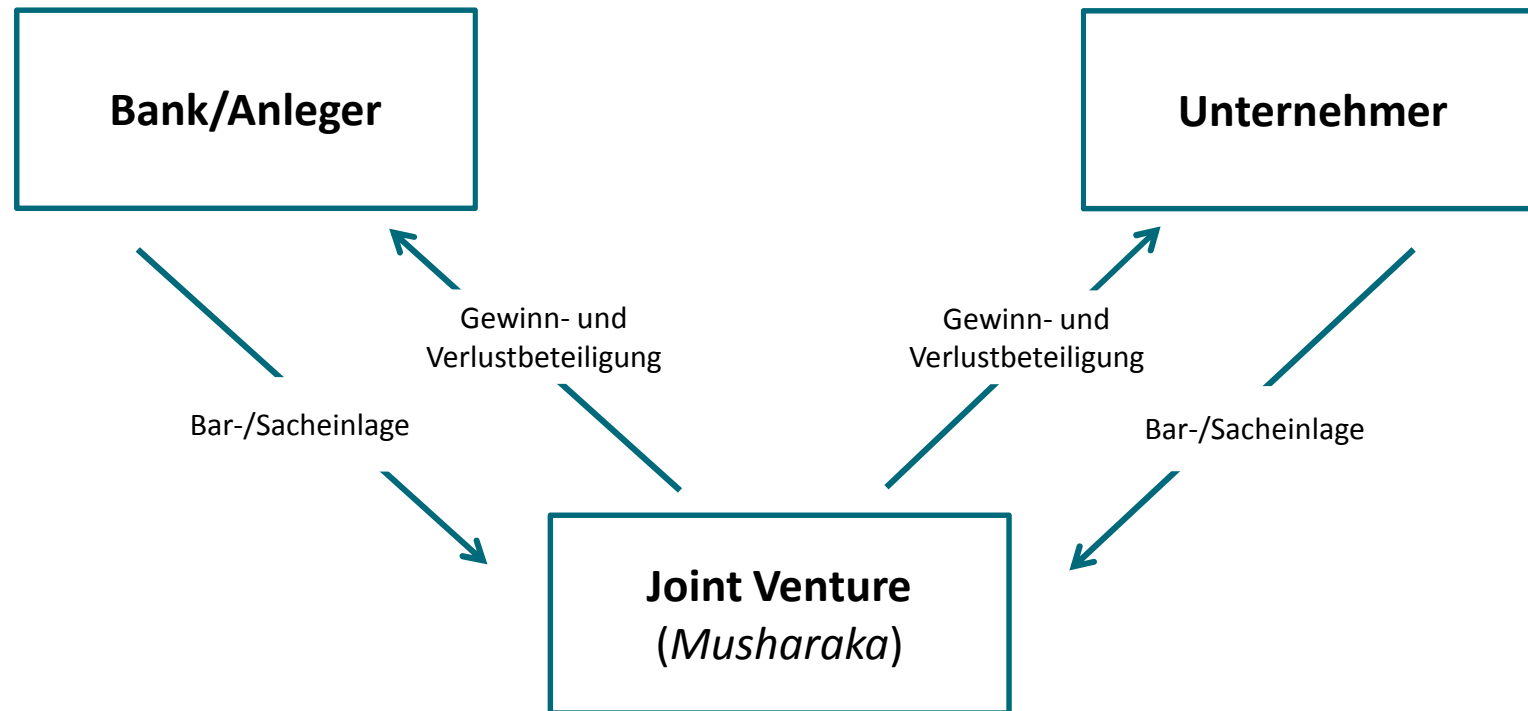 Bank/Anleger
Unternehmer
Gewinn- und
Verlustbeteiligung
Gewinn- und
Verlustbeteiligung
Bar-/Sacheinlage
Bar-/Sacheinlage
Joint Venture
(Musharaka)